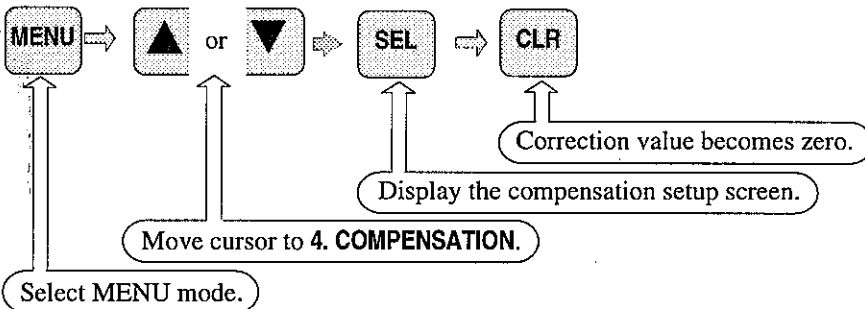 MENU or SEL CLR
Correction value becomes zero.
Display the compensation setup screen.
Move cursor to 4. COMPENSATION.
Select MENU mode.